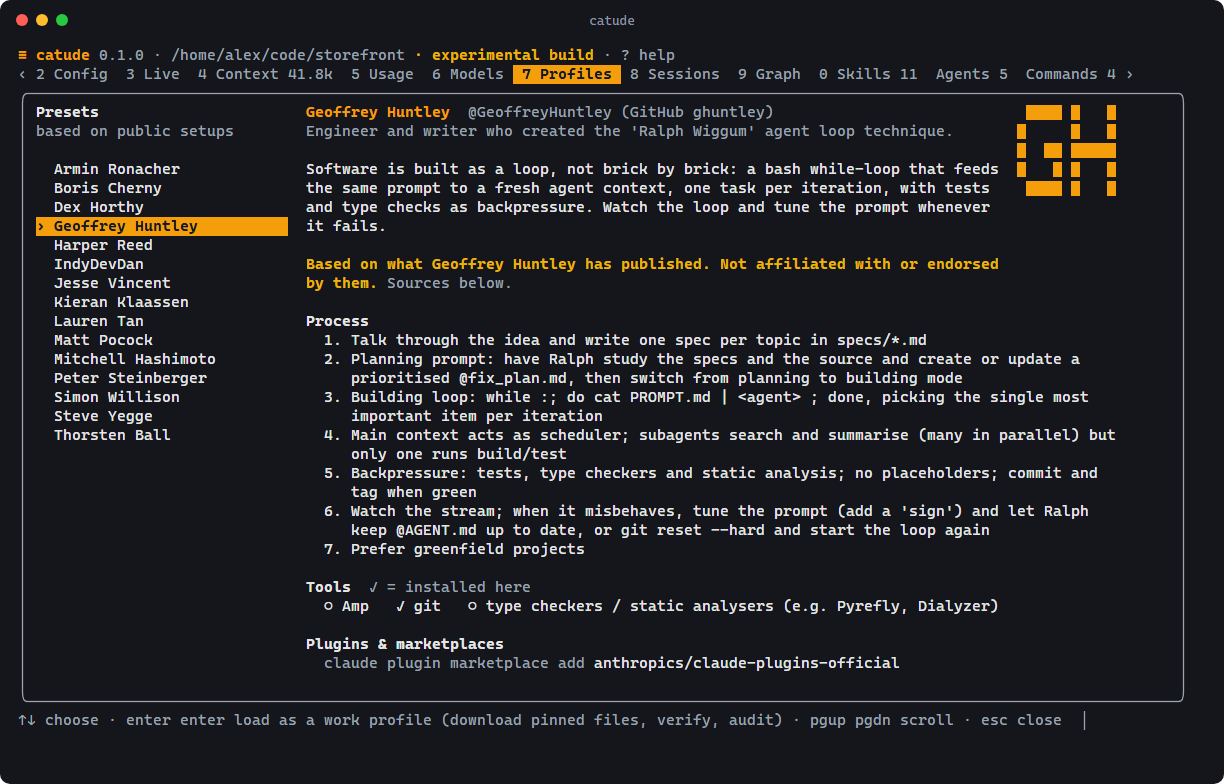 catude
≡ catude 0.1.0 · /home/alex/code/storefront · experimental build · ? help
‹ 2 Config 3 Live 4 Context 41.8k 5 Usage 6 Models 7 Profiles 8 Sessions 9 Graph 0 Skills 11 Agents 5 Commands 4 ›
Presets
based on public setups
Armin Ronacher
Boris Cherny
Dex Horthy
› Geoffrey Huntley
Harper Reed
IndyDevDan
Jesse Vincent
Kieran Klaassen
Lauren Tan
Matt Pocock
Mitchell Hashimoto
Peter Steinberger
Simon Willison
Steve Yegge
Thorsten Ball
Geoffrey Huntley @GeoffreyHuntley (GitHub ghuntley)
Engineer and writer who created the 'Ralph Wiggum' agent loop technique.
GH
Software is built as a loop, not brick by brick: a bash while-loop that feeds
the same prompt to a fresh agent context, one task per iteration, with tests
and type checks as backpressure. Watch the loop and tune the prompt whenever
it fails.
Based on what Geoffrey Huntley has published. Not affiliated with or endorsed
by them. Sources below.
Process
1. Talk through the idea and write one spec per topic in specs/*.md
2. Planning prompt: have Ralph study the specs and the source and create or update a
prioritised @fix_plan.md, then switch from planning to building mode
3. Building loop: while :; do cat PROMPT.md | <agent> ; done, picking the single most
important item per iteration
4. Main context acts as scheduler; subagents search and summarise (many in parallel) but
only one runs build/test
5. Backpressure: tests, type checkers and static analysis; no placeholders; commit and
tag when green
6. Watch the stream; when it misbehaves, tune the prompt (add a 'sign') and let Ralph
keep @AGENT.md up to date, or git reset --hard and start the loop again
7. Prefer greenfield projects
Tools ✓ = installed here
○ Amp ✓ git ○ type checkers / static analysers (e.g. Pyrefly, Dialyzer)
Plugins & marketplaces
claude plugin marketplace add anthropics/claude-plugins-official
↑↓ choose · enter enter load as a work profile (download pinned files, verify, audit) · pgup pgdn scroll · esc close